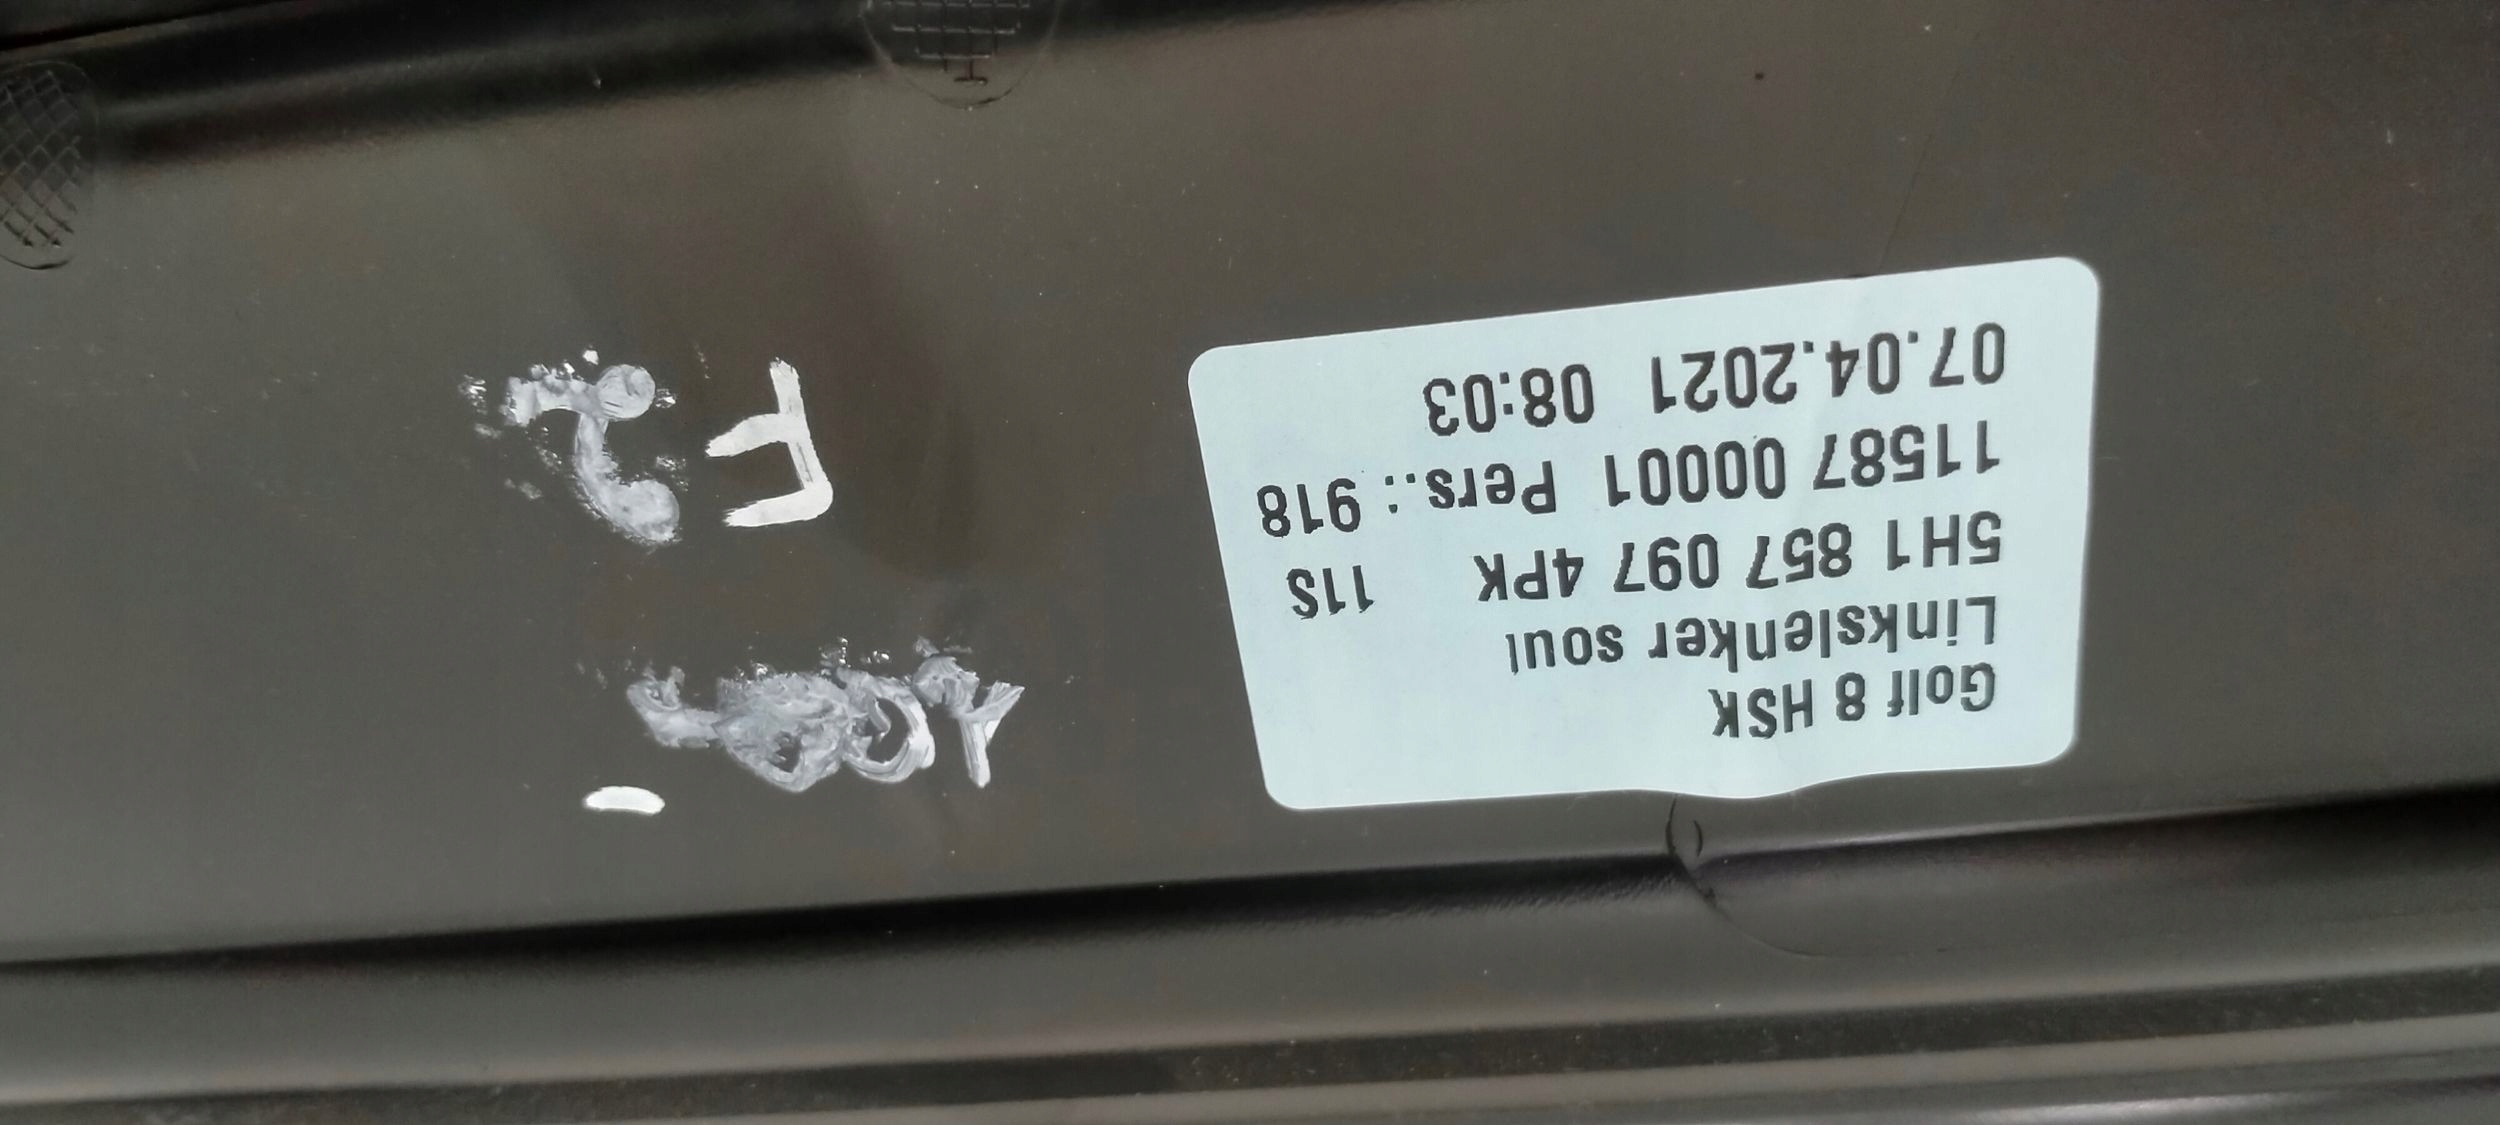 Golf 8 HSK
Linkslenker soul
5H1 857 097 4PK 11S
11587 00001 Pers.: 918
07.04.2021 08:03
F